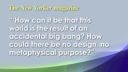 The New Yorker magazine
“How can it be that this
world is the result of an
accidental big bang? How
could there be no design, no
metaphysical purpose?”